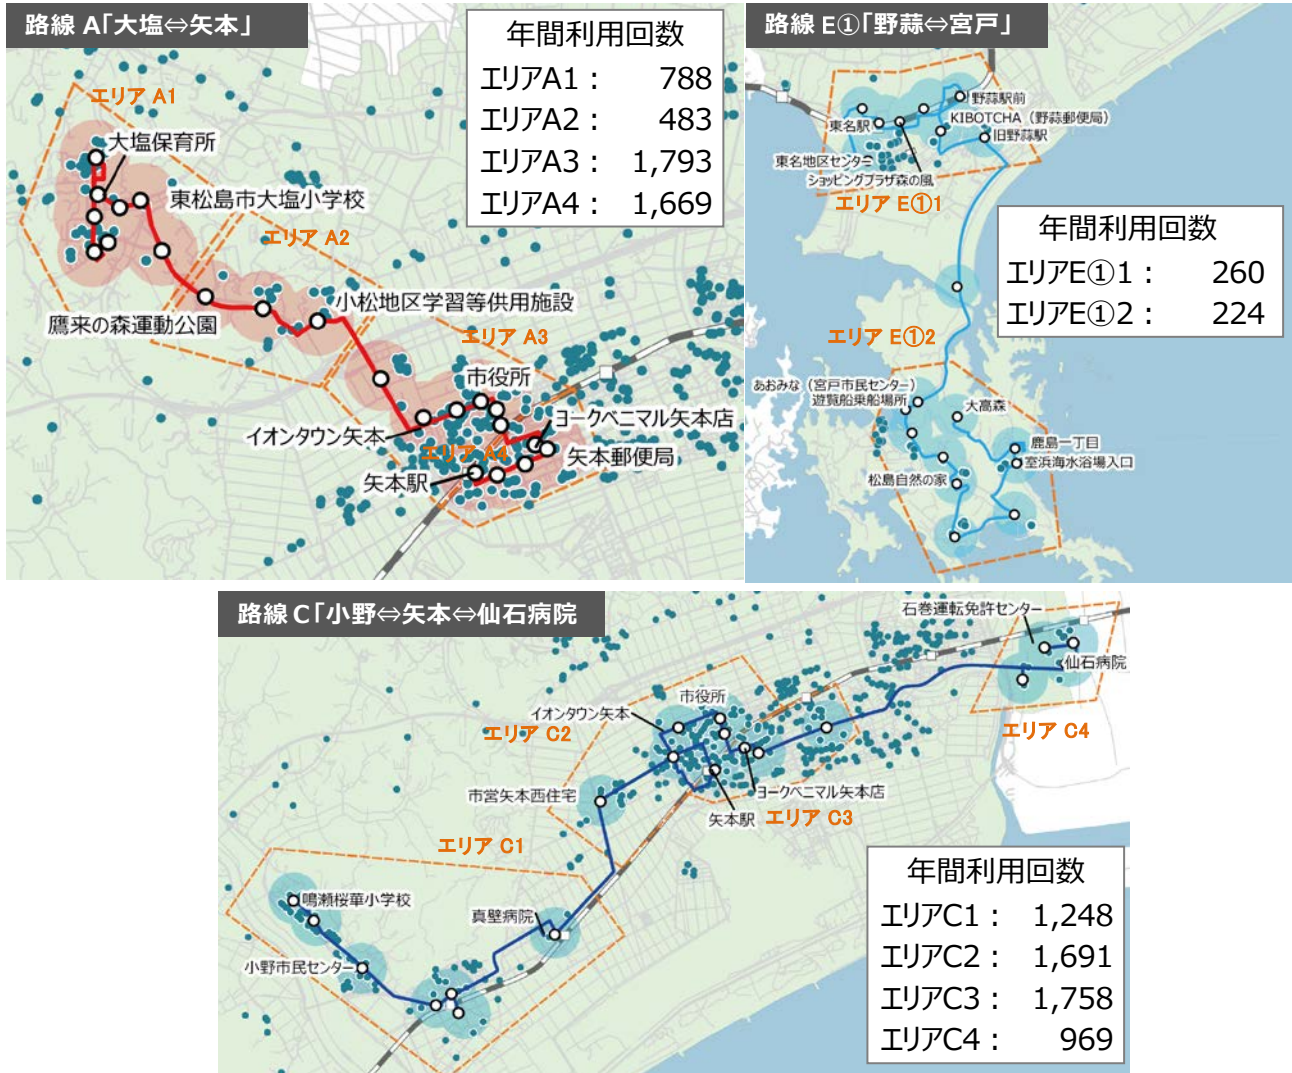 路線 A「大塩⇔矢本」
年間利用回数
エリアA1： 788
エリアA2： 483
エリアA3： 1,793
エリアA4： 1,669
エリア A1
大塩保育所
東松島市大塩小学校
エリア A2
小松地区学習等供用施設
鷹来の森運動公園
エリア A3
市役所
イオンタウン矢本
ヨークベニマル矢本店
エリア A4
矢本郵便局
矢本駅
路線 E①「野蒜⇔宮戸」
野蒜駅前
KIBOTCHA（野蒜郵便局）
東名駅
旧野蒜駅
東名地区センター
ショッピングプラザ森の風
エリア E①1
年間利用回数
エリアE①1： 260
エリアE①2： 224
エリア E①2
あおみな（宮戸市民センター）
遊覧船乗船場所
大高森
鹿島一丁目
室浜海水浴場入口
松島自然の家
路線 C「小野⇔矢本⇔仙石病院
石巻運転免許センター
仙石病院
市役所
イオンタウン矢本
エリア C2
エリア C4
市営矢本西住宅
ヨークベニマル矢本店
矢本駅
エリア C3
エリア C1
鳴瀬桜華小学校
真壁病院
小野市民センター
年間利用回数
エリアC1： 1,248
エリアC2： 1,691
エリアC3： 1,758
エリアC4： 969